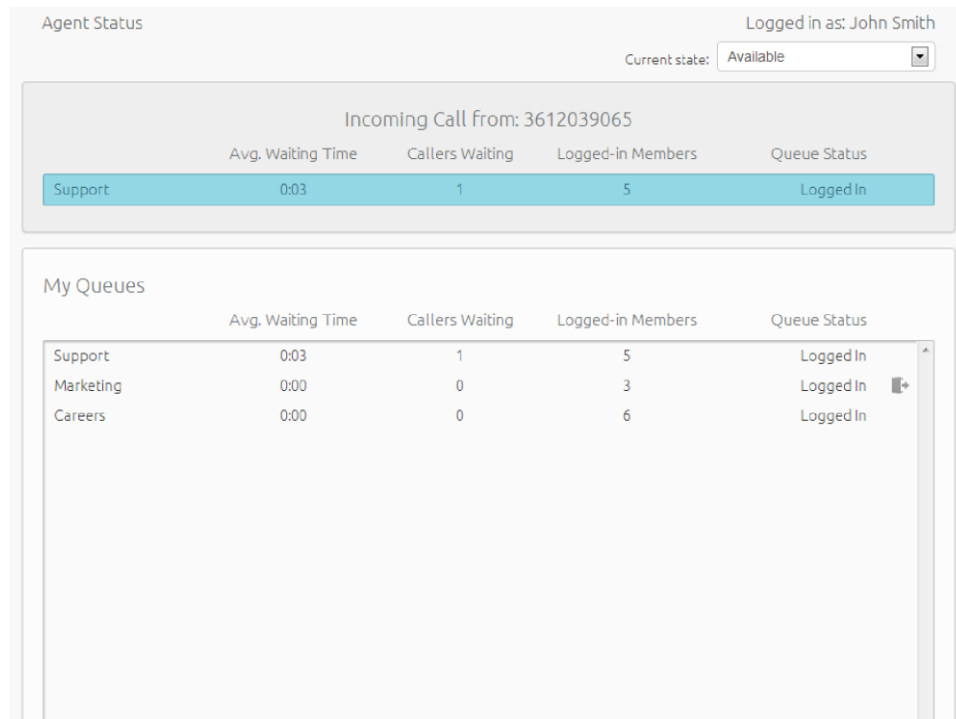 Agent Status Logged in as: John Smith
Current state: Available
Incoming Call from: 3612039065
Avg. Waiting Time Callers Waiting Logged-in Members Queue Status
Support 0:03 1 5 Logged In
My Queues
Avg. Waiting Time Callers Waiting Logged-in Members Queue Status
Support 0:03 1 5 Logged In
Marketing 0:00 0 3 Logged In
Careers 0:00 0 6 Logged In